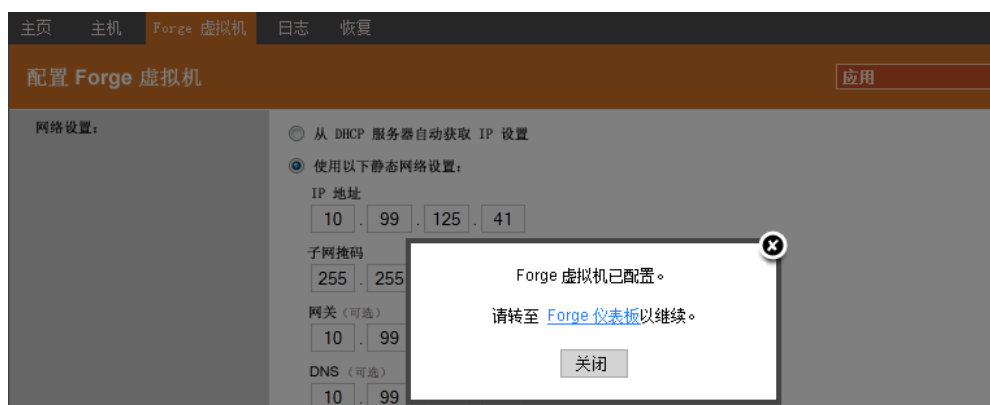 主页 主机 Forge 虚拟机 日志 恢复
配置 Forge 虚拟机
应用
网络设置：
从 DHCP 服务器自动获取 IP 设置
使用以下静态网络设置：
IP 地址
10 . 99 . 125 . 41
子网掩码
255 . 255
网关（可选）
10 . 99
DNS（可选）
10 . 99
Forge 虚拟机已配置。
请转至 Forge 仪表板以继续。
关闭